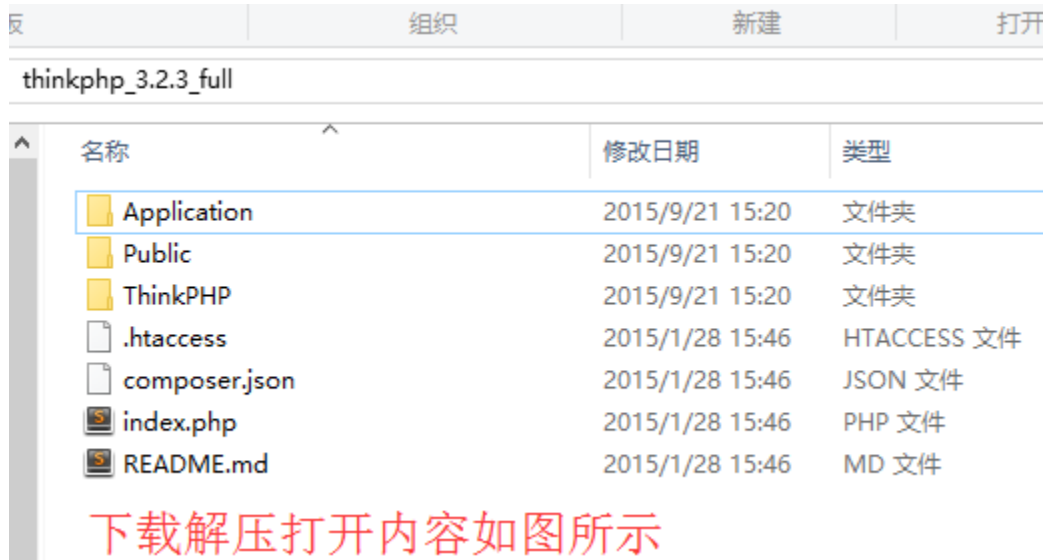 组织 新建 打开
thinkphp_3.2.3_full
名称 修改日期 类型
Application 2015/9/21 15:20 文件夹
Public 2015/9/21 15:20 文件夹
ThinkPHP 2015/9/21 15:20 文件夹
.htaccess 2015/1/28 15:46 HTACCESS 文件
composer.json 2015/1/28 15:46 JSON 文件
index.php 2015/1/28 15:46 PHP 文件
README.md 2015/1/28 15:46 MD 文件
下载解压打开内容如图所示